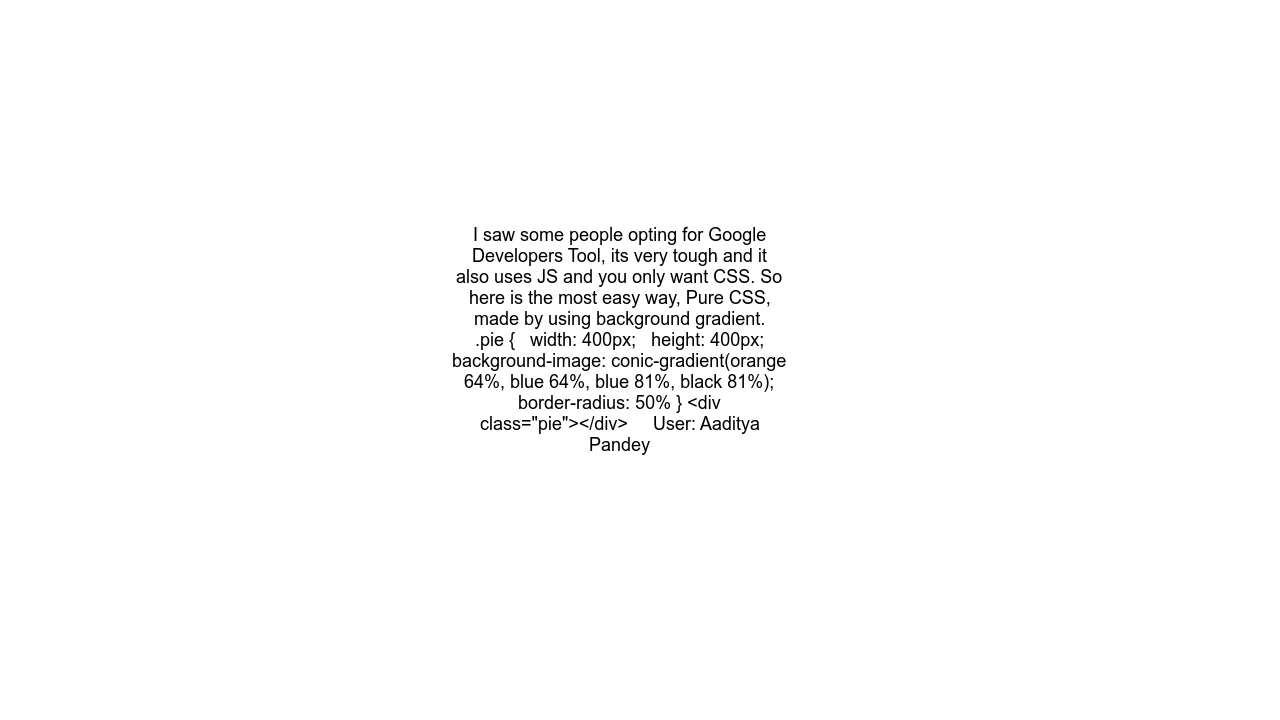 I saw some people opting for Google
Developers Tool, its very tough and it
also uses JS and you only want CSS. So
here is the most easy way, Pure CSS,
made by using background gradient.
.pie {   width: 400px;   height: 400px;
background-image: conic-gradient(orange
64%, blue 64%, blue 81%, black 81%);
border-radius: 50% } <div
class="pie"></div>     User: Aaditya
Pandey